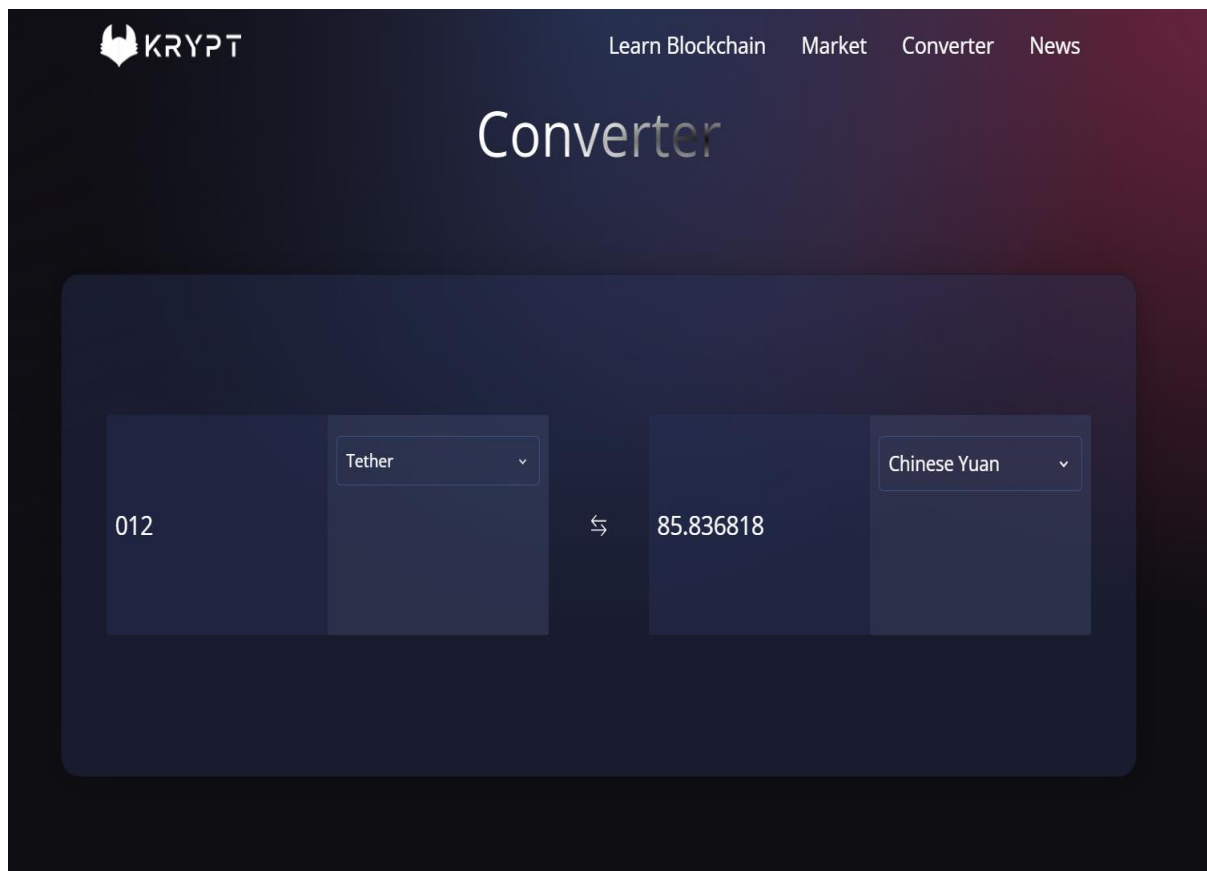 KRYPT
Learn Blockchain Market Converter News
Converter
Tether
Chinese Yuan
012
85.836818